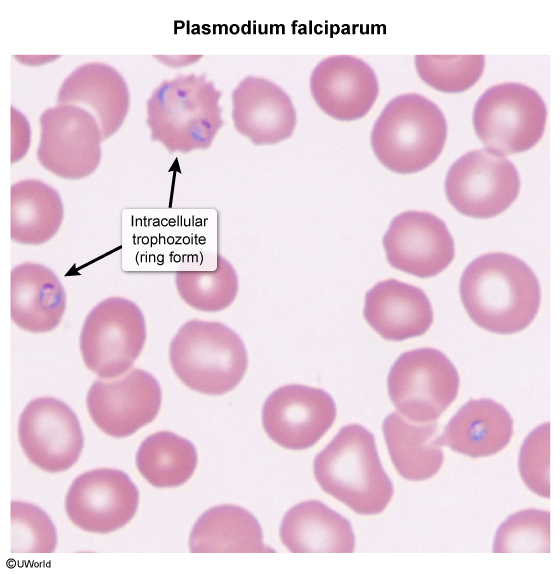 Plasmodium falciparum
Intracellular
trophozoite
(ring form)
©UWorld